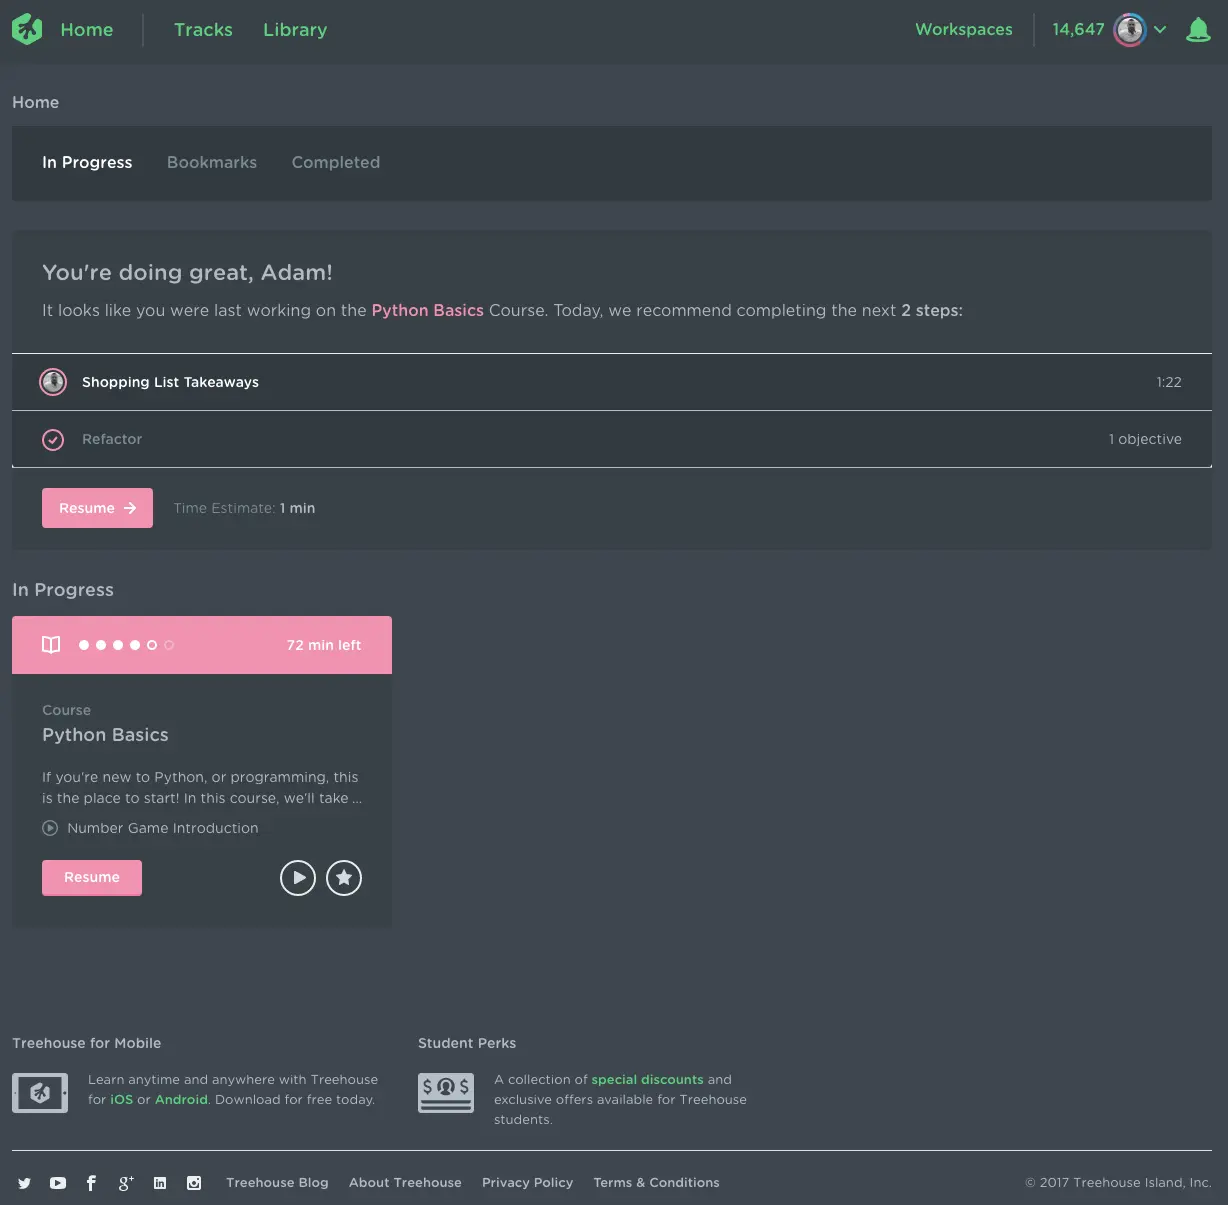 Home
Tracks
Library
Workspaces
14,647
Home
In Progress
Bookmarks
Completed
You're doing great, Adam!
It looks like you were last working on the Python Basics Course. Today, we recommend completing the next 2 steps:
Shopping List Takeaways
1:22
Refactor
1 objective
Resume
Time Estimate: 1 min
In Progress
72 min left
Course
Python Basics
If you're new to Python, or programming, this
is the place to start! In this course, we'll take ...
Number Game Introduction
Resume
Treehouse for Mobile
Learn anytime and anywhere with Treehouse
for iOS or Android. Download for free today.
Student Perks
A collection of special discounts and
exclusive offers available for Treehouse
students.
Treehouse Blog
About Treehouse
Privacy Policy
Terms & Conditions
© 2017 Treehouse Island, Inc.